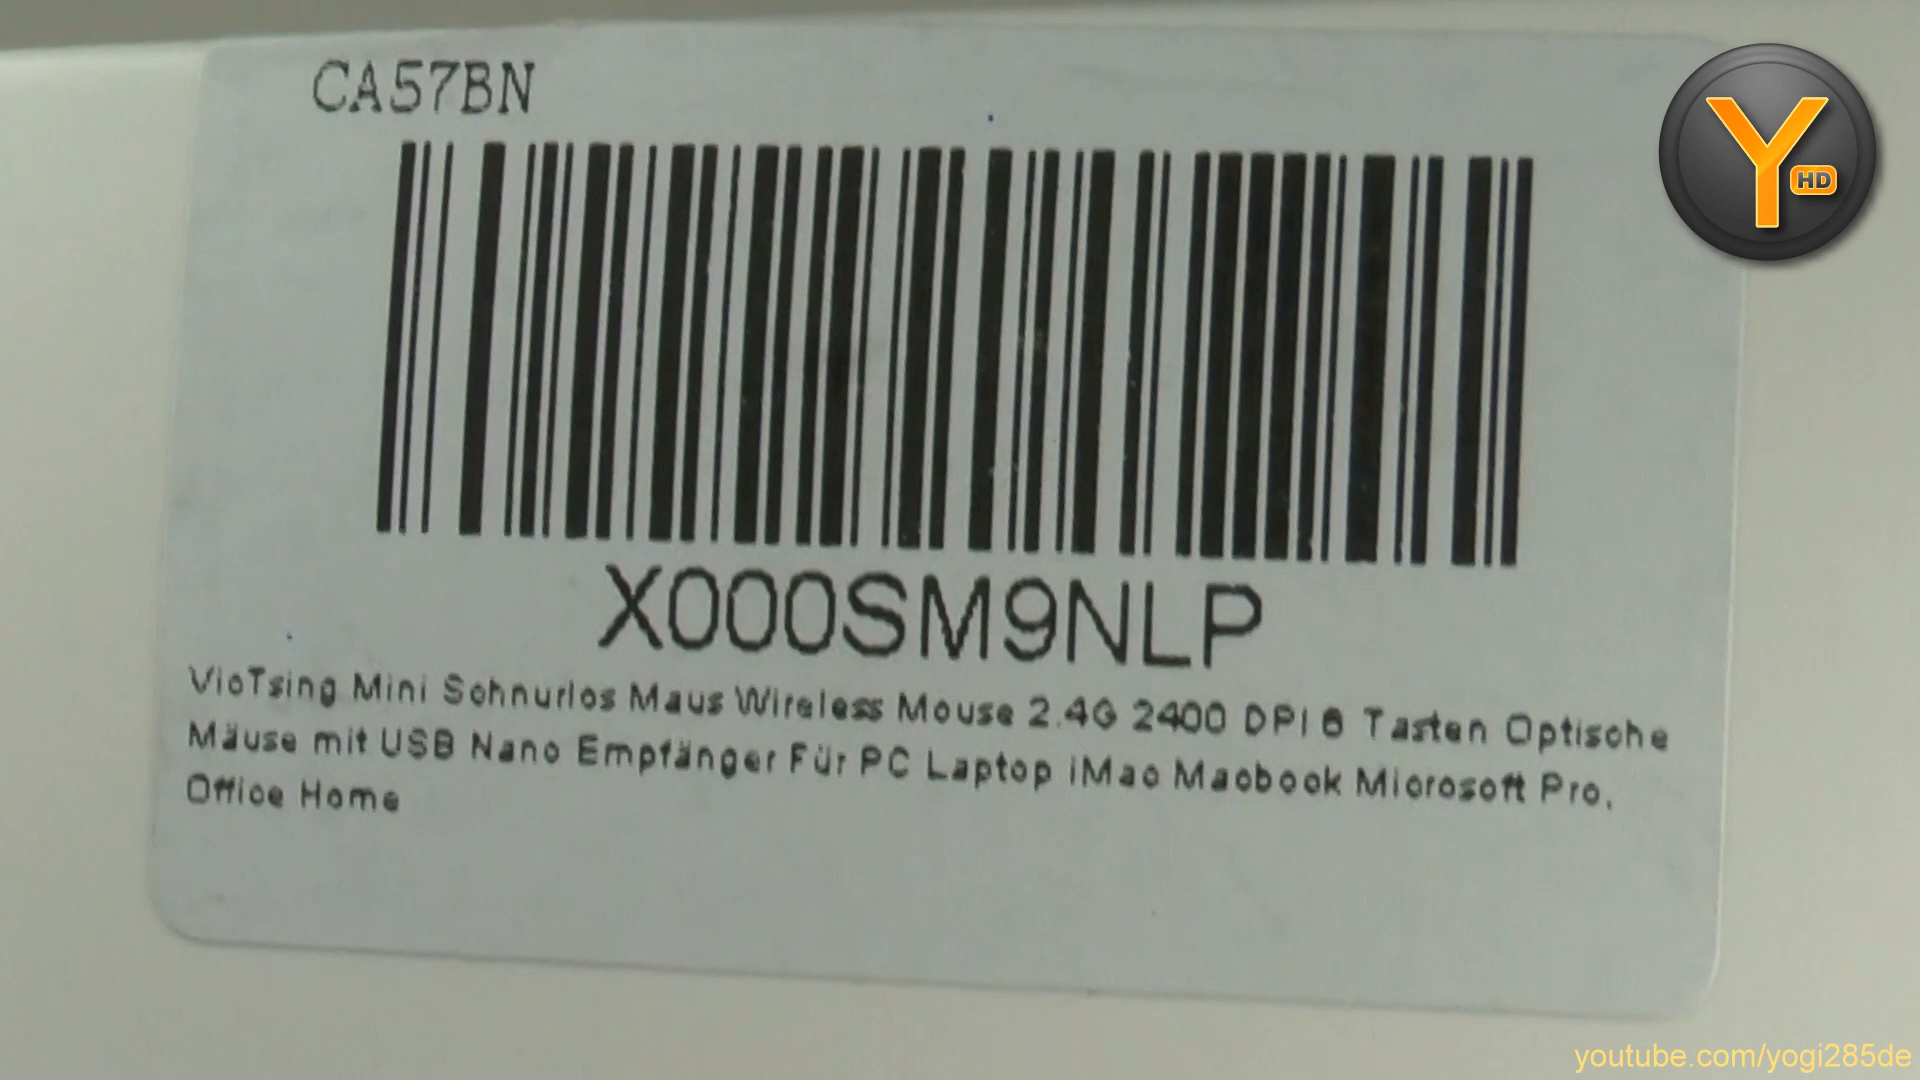 CA57BN
Y HD
X000SM9NLP
VioTsing Mini Schnurlos Maus Wireless Mouse 2.4G 2400 DPI 6 Tasten Optische
Mäuse mit USB Nano Empfänger Für PC Laptop iMac Macbook Microsoft Pro,
Office Home
youtube.com/yogi285de